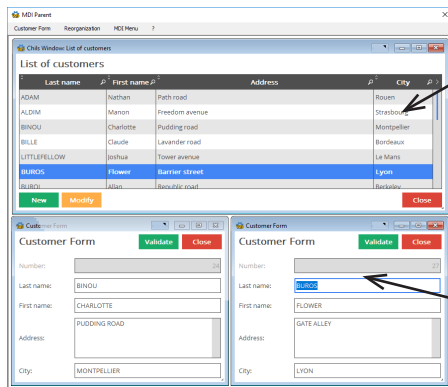 MDI Parent
Customer Form Reorganization MDI Menu ?
Chils Window: List of customers
List of customers
Last name First name Address City
ADAM Nathan Path road Rouen
ALDIM Manon Freedom avenue Strasbourg
BINOU Charlotte Pudding road Montpellier
BILLE Claude Lavander road Bordeaux
LITTLEFELLOW Joshua Tower avenue Le Mans
BUROS Flower Barrier street Lyon
BUROL Allan Republic road Berkeley
New Modify Close
Customer Form
Customer Form Validate Close
Number: 24
Last name: BINOU
First name: CHARLOTTE
Address: PUDDING ROAD
City: MONTPELLIER
Customer Form
Customer Form Validate Close
Number: 27
Last name: BUROS
First name: FLOWER
Address: GATE ALLEY
City: LYON